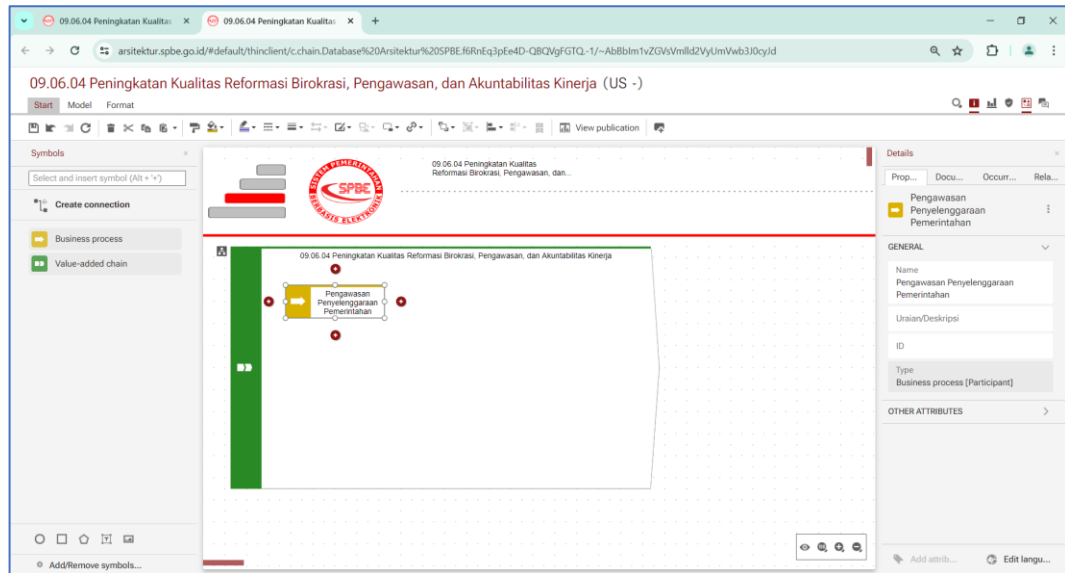 09.06.04 Peningkatan Kualitas
09.06.04 Peningkatan Kualitas
arsitektur.spbe.go.id/#default/thinclient/c.chain.Database%20Arsitektur%20SPBE.f6RnEq3pEe4D-QBQVgFGTQ.-1/~AbBbIm1vZGVsVmlld2VyUmVwb3J0cyJd
09.06.04 Peningkatan Kualitas Reformasi Birokrasi, Pengawasan, dan Akuntabilitas Kinerja (US -)
Start Model Format
View publication
Symbols
Select and insert symbol (Alt + '+')
Create connection
Business process
Value-added chain
Add/Remove symbols...
SISTEM PEMERINTAHAN
SPBE
BERBASIS ELEKTRONIK
09.06.04 Peningkatan Kualitas
Reformasi Birokrasi, Pengawasan, dan...
09.06.04 Peningkatan Kualitas Reformasi Birokrasi, Pengawasan, dan Akuntabilitas Kinerja
Pengawasan
Penyelenggaraan
Pemerintahan
Details
Prop... Docu... Occurr... Rela...
Pengawasan
Penyelenggaraan
Pemerintahan
GENERAL
Name
Pengawasan Penyelenggaraan
Pemerintahan
Uraian/Deskripsi
ID
Type
Business process [Participant]
OTHER ATTRIBUTES
Add attrib... Edit langu...